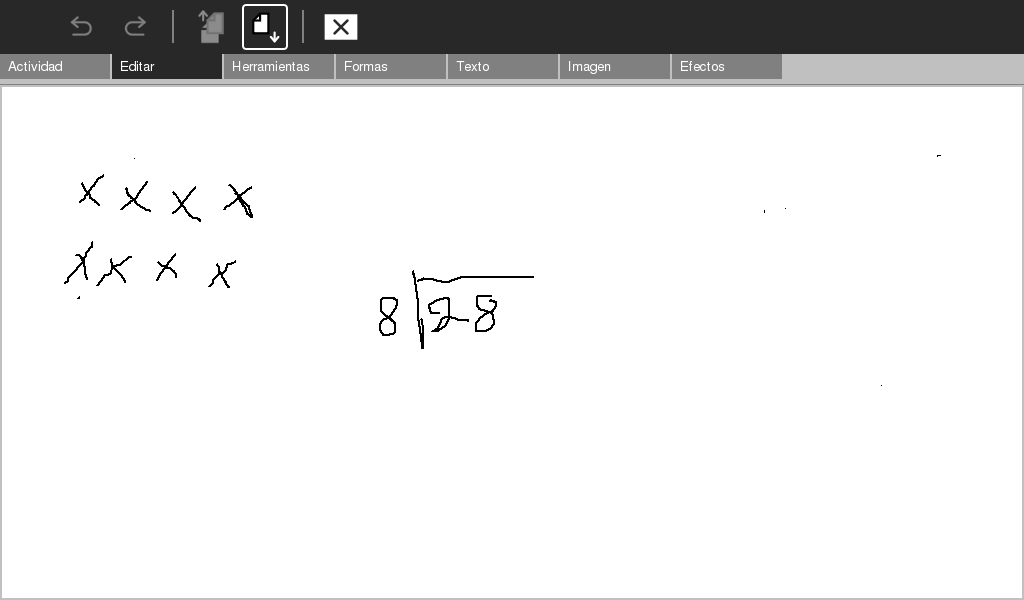 Actividad Editar Herramientas Formas Texto Imagen Efectos
x x x x
x x x x
8 28